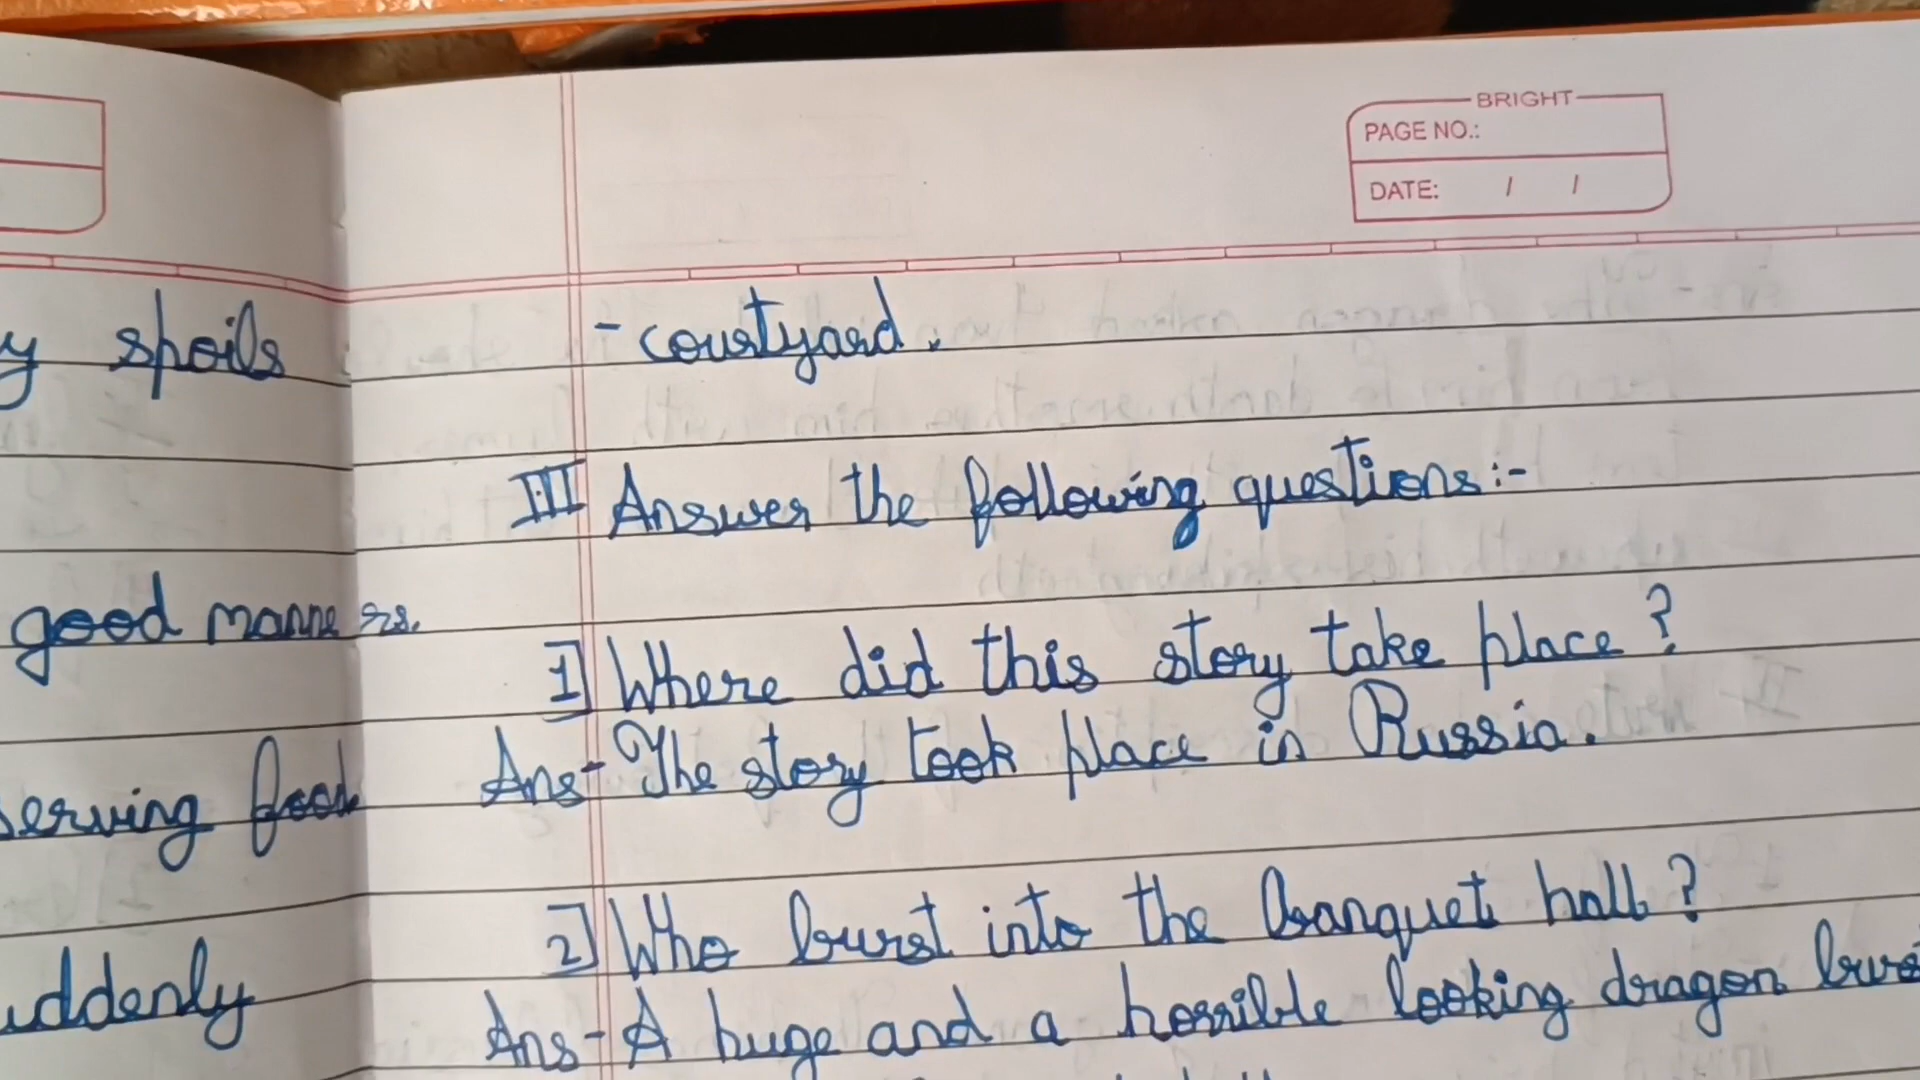 y spoils
good manners.
serving food
uddenly
BRIGHT
PAGE NO.:
DATE: / /
- courtyard.
III Answer the following questions:-
1] Where did this story take place?
Ans- The story took place in Russia.
2] Who burst into the banquet hall?
Ans- A huge and a horrible looking dragon